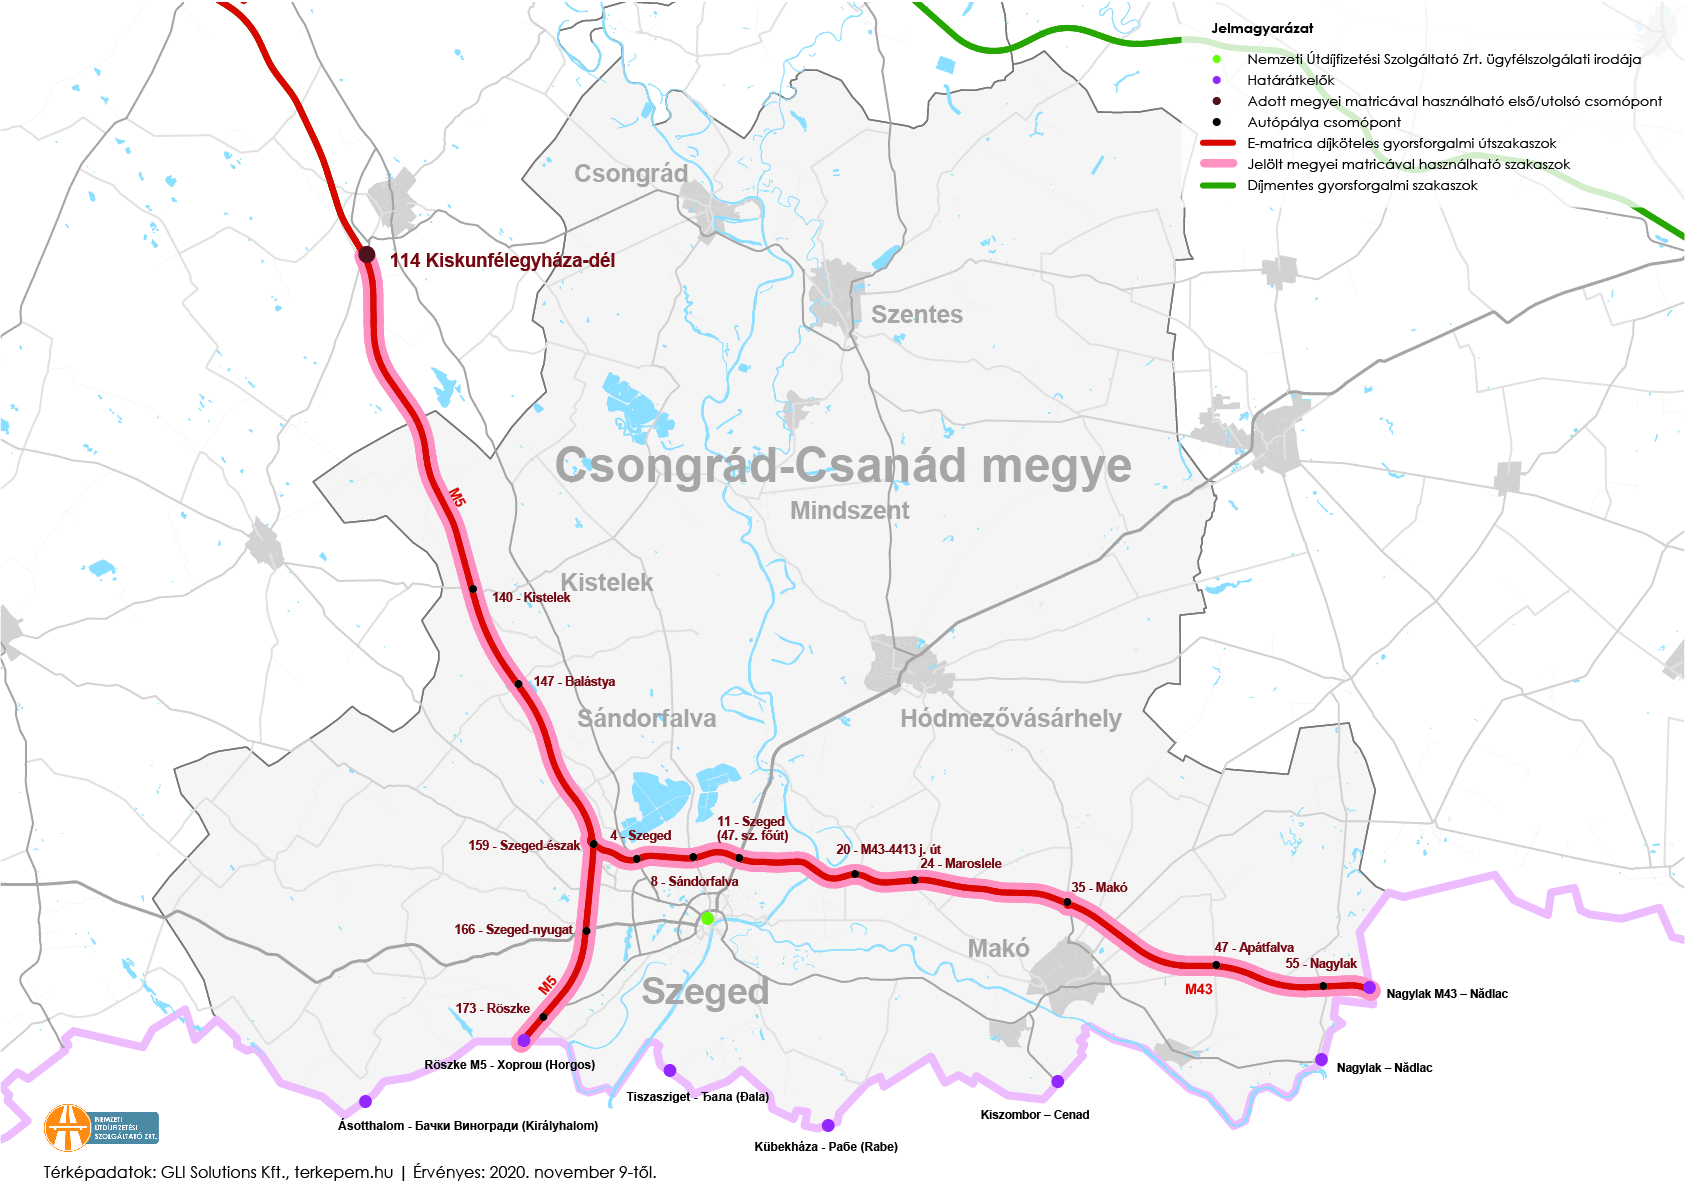 Jelmagyarázat
Nemzeti Útdíjfizetési Szolgáltató Zrt. ügyfélszolgálati irodája
Határátkelők
Adott megyei matricával használható első/utolsó csomópont
Autópálya csomópont
E-matrica díjköteles gyorsforgalmi útszakaszok
Jelölt megyei matricával használható szakaszok
Díjmentes gyorsforgalmi szakaszok
Csongrád
114 Kiskunfélegyháza-dél
Szentes
Csongrád-Csanád megye
M5
Mindszent
Kistelek
140 - Kistelek
147 - Balástya
Sándorfalva
Hódmezővásárhely
11 - Szeged
(47. sz. főút)
4 - Szeged
159 - Szeged-észak
20 - M43-4413 j. út
24 - Maroslele
8 - Sándorfalva
35 - Makó
166 - Szeged-nyugat
Makó
47 - Apátfalva
55 - Nagylak
M5
Szeged
M43
Nagylak M43 – Nădlac
173 - Röszke
Röszke M5 - Хоргош (Horgos)
Nagylak – Nădlac
Tiszasziget - Ђала (Đala)
Kiszombor – Cenad
Ásotthalom - Бачки Виногради (Királyhalom)
Kübekháza - Рабе (Rabe)
NEMZETI
ÚTDÍJFIZETÉSI
SZOLGÁLTATÓ ZRT.
Térképadatok: GLI Solutions Kft., terkepem.hu | Érvényes: 2020. november 9-től.